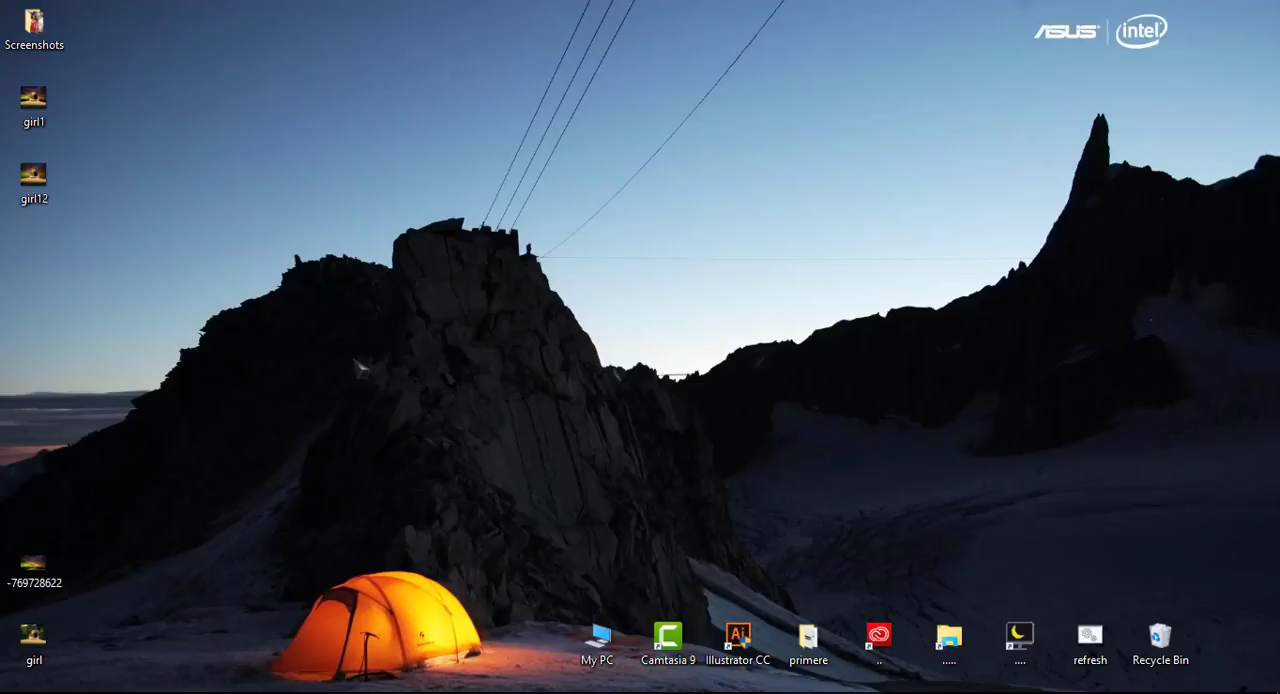 Screenshots
ASUS
intel
girl1
girl12
-769728622
girl
My PC
Camtasia 9
Illustrator CC
primere
..
.....
....
refresh
Recycle Bin